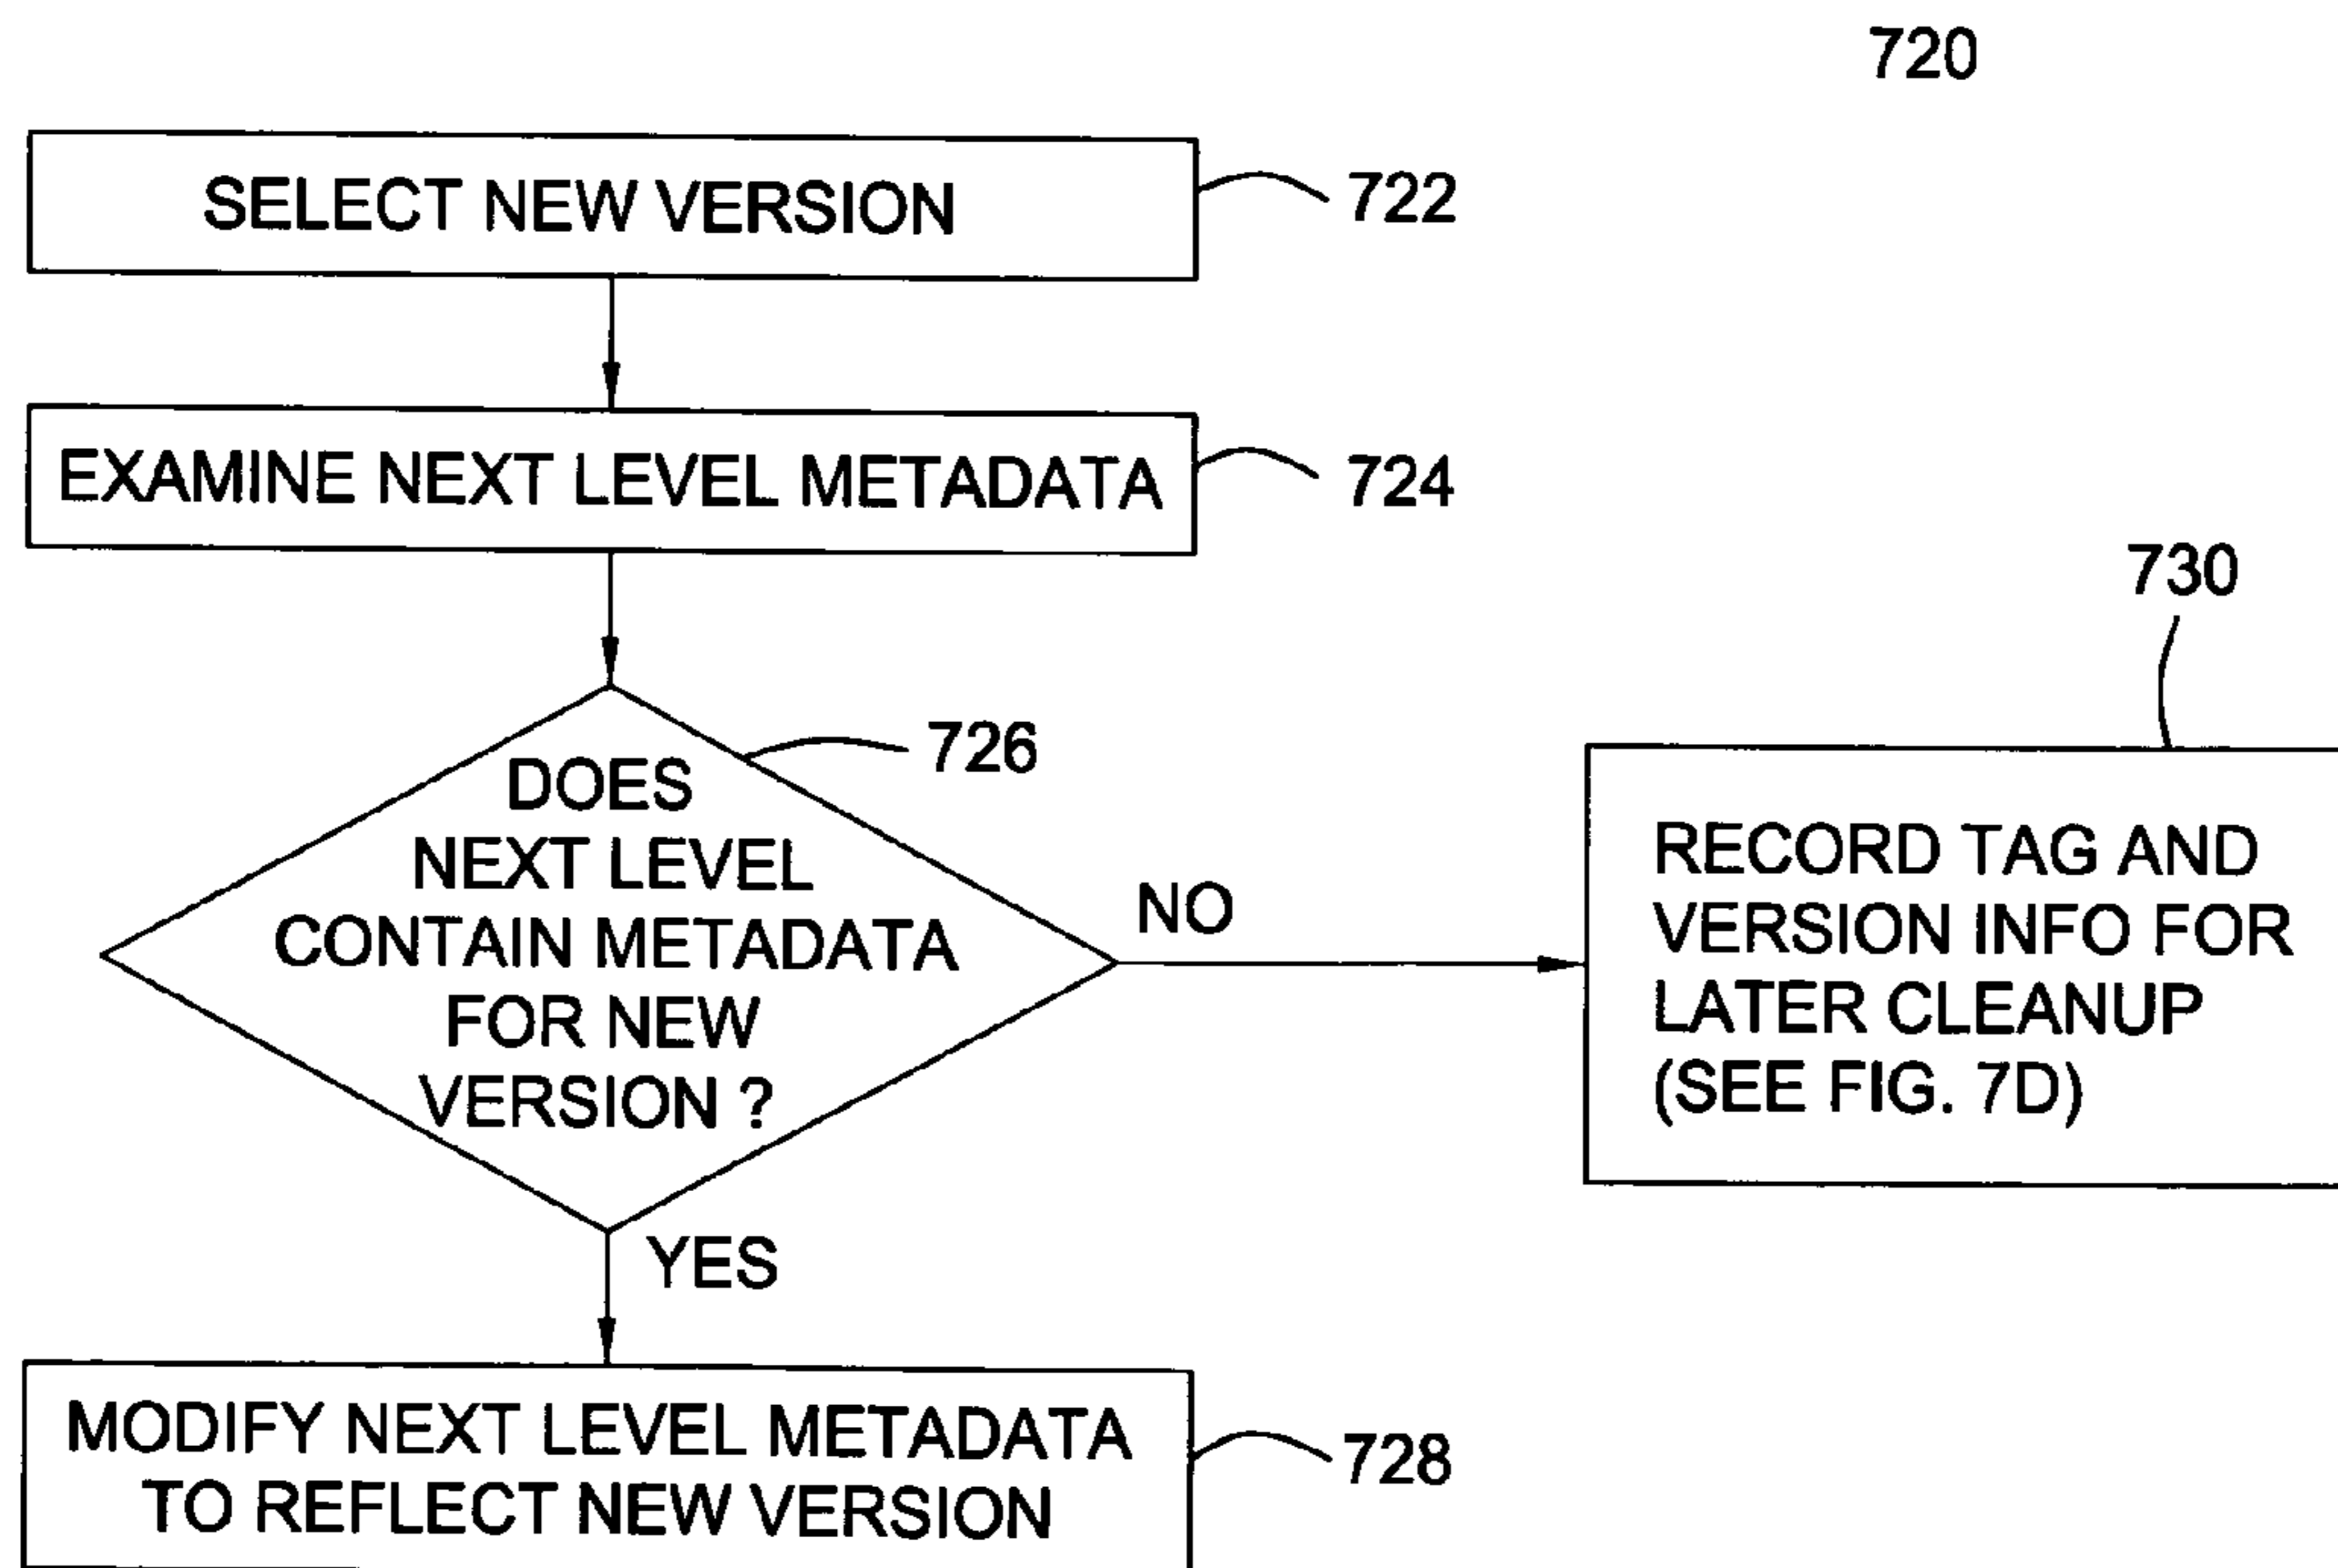 720
SELECT NEW VERSION
722
EXAMINE NEXT LEVEL METADATA
724
730
726
DOES
NEXT LEVEL
CONTAIN METADATA
FOR NEW
VERSION ?
NO
RECORD TAG AND
VERSION INFO FOR
LATER CLEANUP
(SEE FIG. 7D)
YES
MODIFY NEXT LEVEL METADATA
TO REFLECT NEW VERSION
728